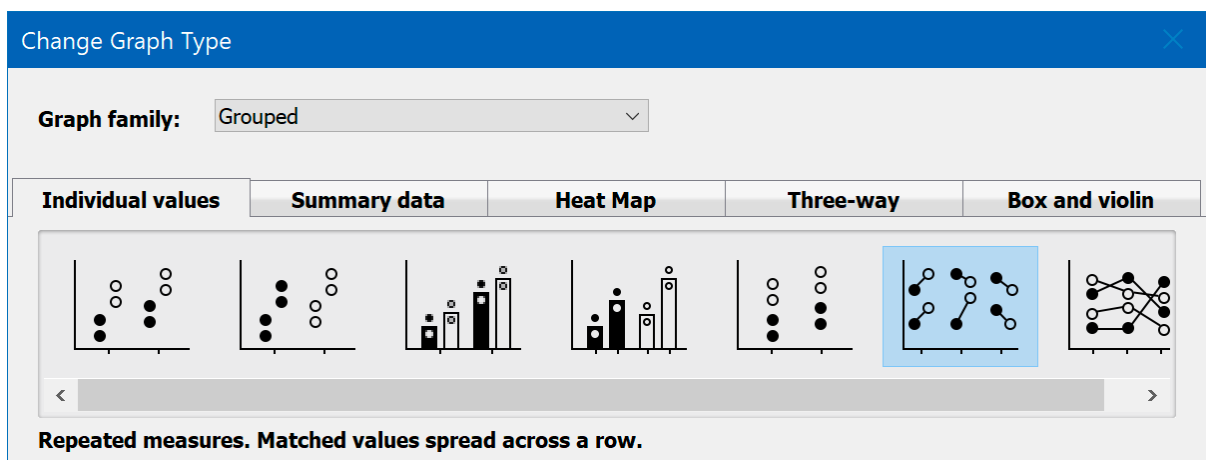 Change Graph Type
Graph family: Grouped
Individual values Summary data Heat Map Three-way Box and violin
Repeated measures. Matched values spread across a row.